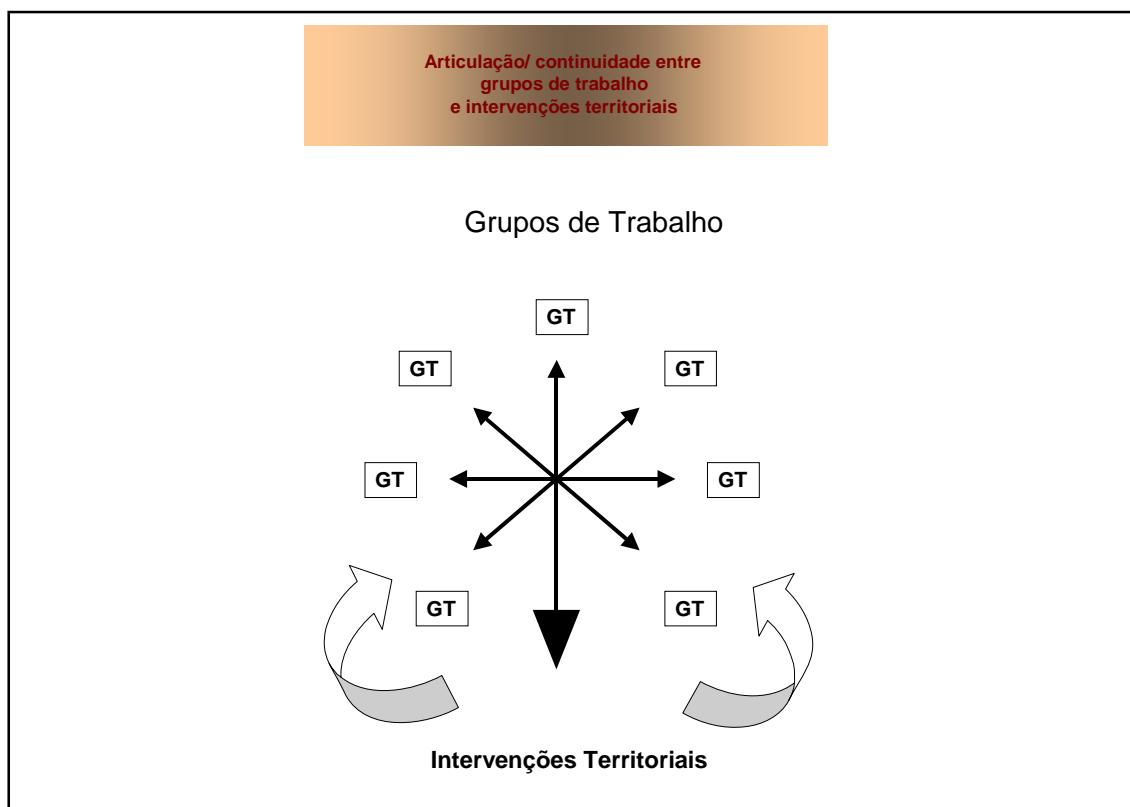 Articulação/ continuidade entre
grupos de trabalho
e intervenções territoriais
Grupos de Trabalho
GT
GT
GT
GT
GT
GT
GT
Intervenções Territoriais